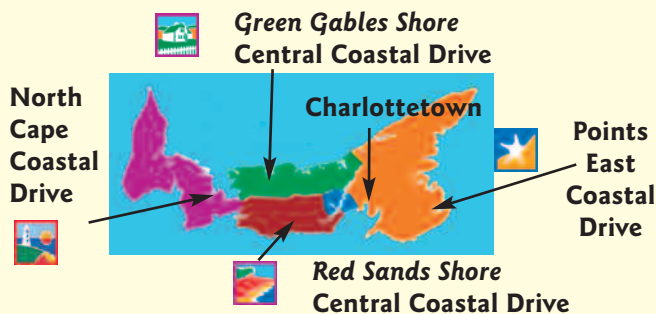 Green Gables Shore
Central Coastal Drive
North
Cape
Coastal
Drive
Charlottetown
Points
East
Coastal
Drive
Red Sands Shore
Central Coastal Drive